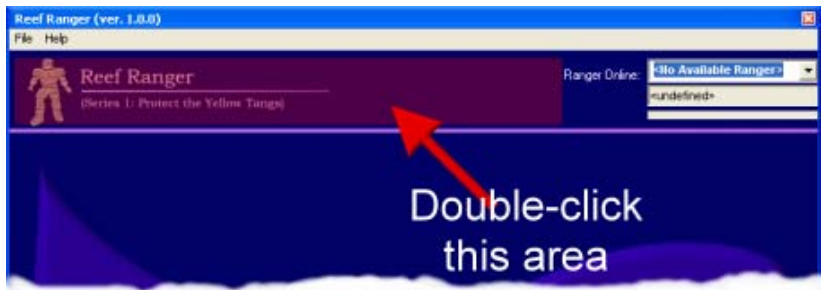 Reef Ranger (ver. 1.0.0)
File Help
Reef Ranger
(Series 1: Protect the Yellow Tangs)
Ranger Online:
<No Available Ranger>
<undefined>
Double-click
this area